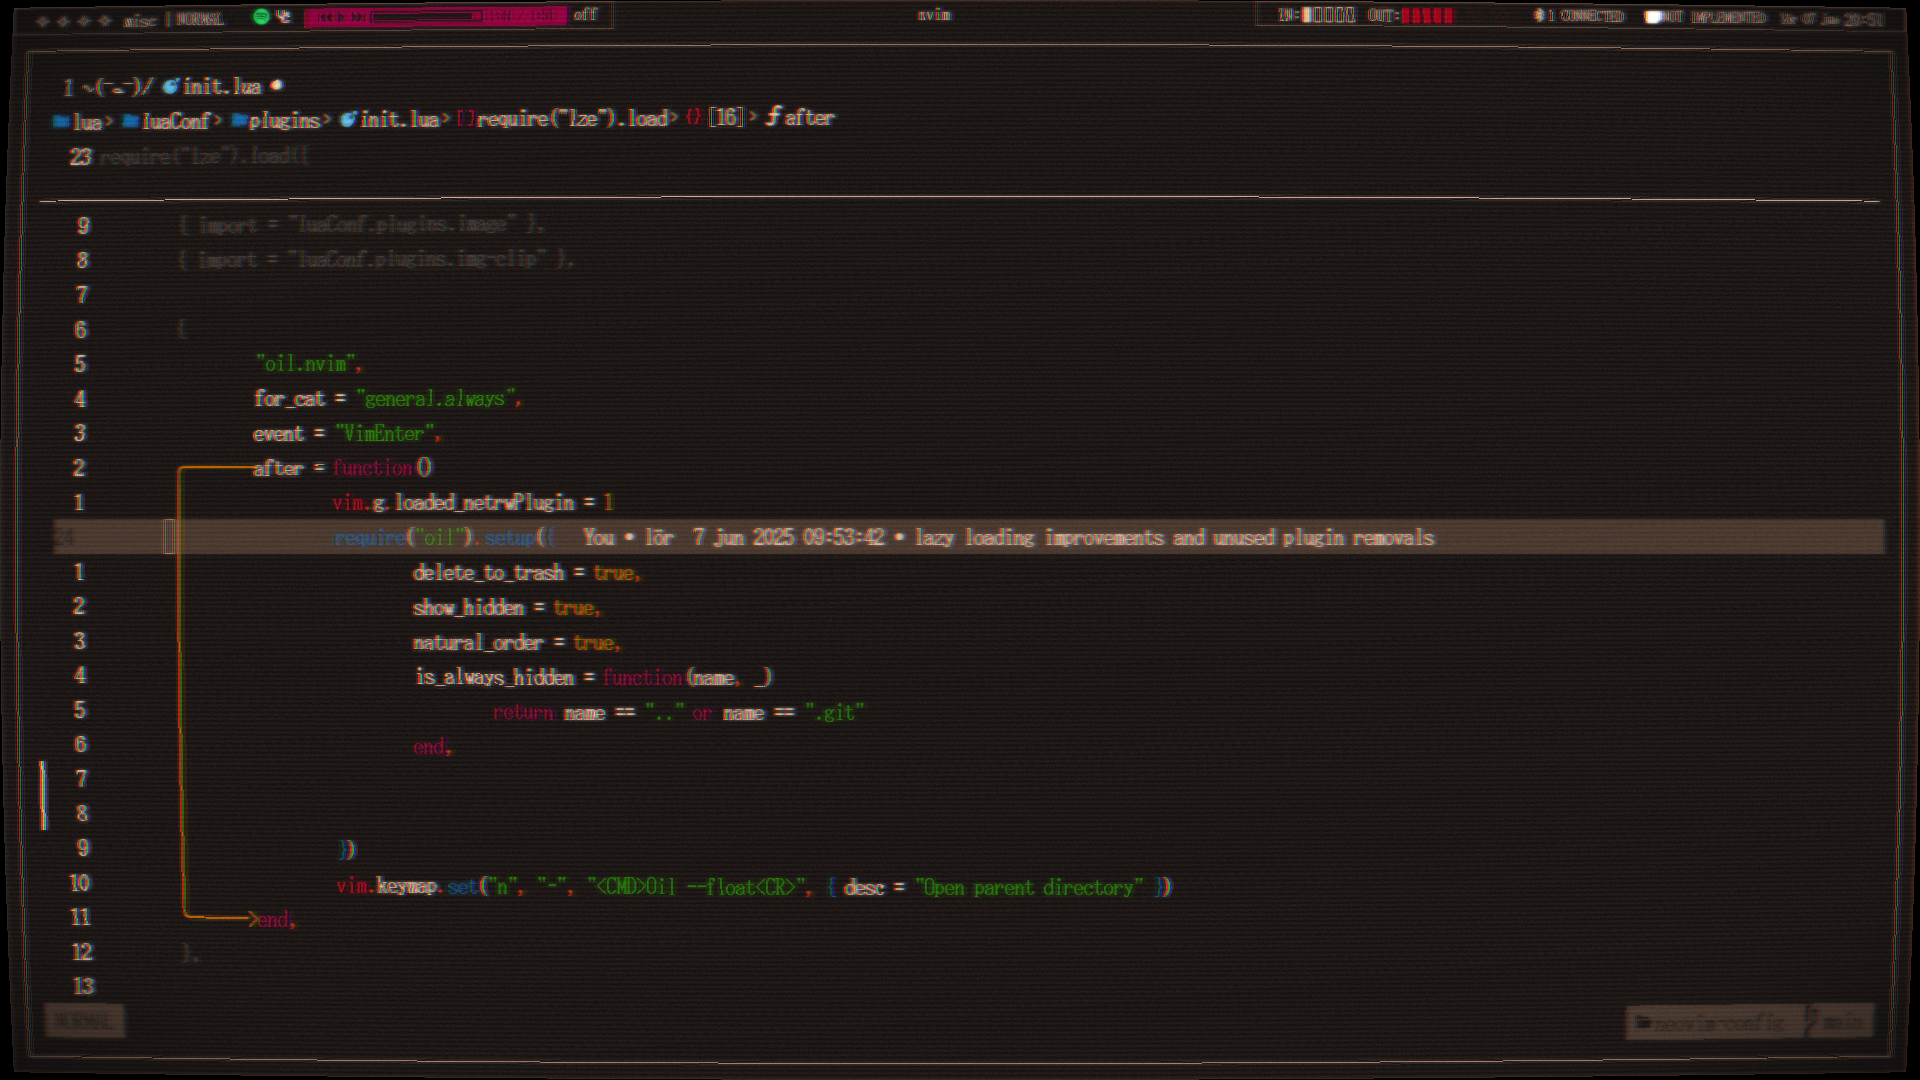 misc | NORMAL off nvim IN: OUT: 1 CONNECTED NOT IMPLEMENTED 20:51
1 ~(-_-)/ init.lua
lua> luaConf> plugins> init.lua> []require("lze").load> {} [16]> ƒ after
23 require("lze").load({
9 { import = "luaConf.plugins.image" },
8 { import = "luaConf.plugins.img-clip" },
7
6 {
5 "oil.nvim",
4 for_cat = "general.always",
3 event = "VimEnter",
2 after = function()
1 vim.g.loaded_netrwPlugin = 1
require("oil").setup({ You • lör 7 jun 2025 09:53:42 • lazy loading improvements and unused plugin removals
1 delete_to_trash = true,
2 show_hidden = true,
3 natural_order = true,
4 is_always_hidden = function(name, _)
5 return name == ".." or name == ".git"
6 end,
7
8
9 })
10 vim.keymap.set("n", "-", "<CMD>Oil --float<CR>", { desc = "Open parent directory" })
11 end,
12 },
13
NORMAL neovim-config main